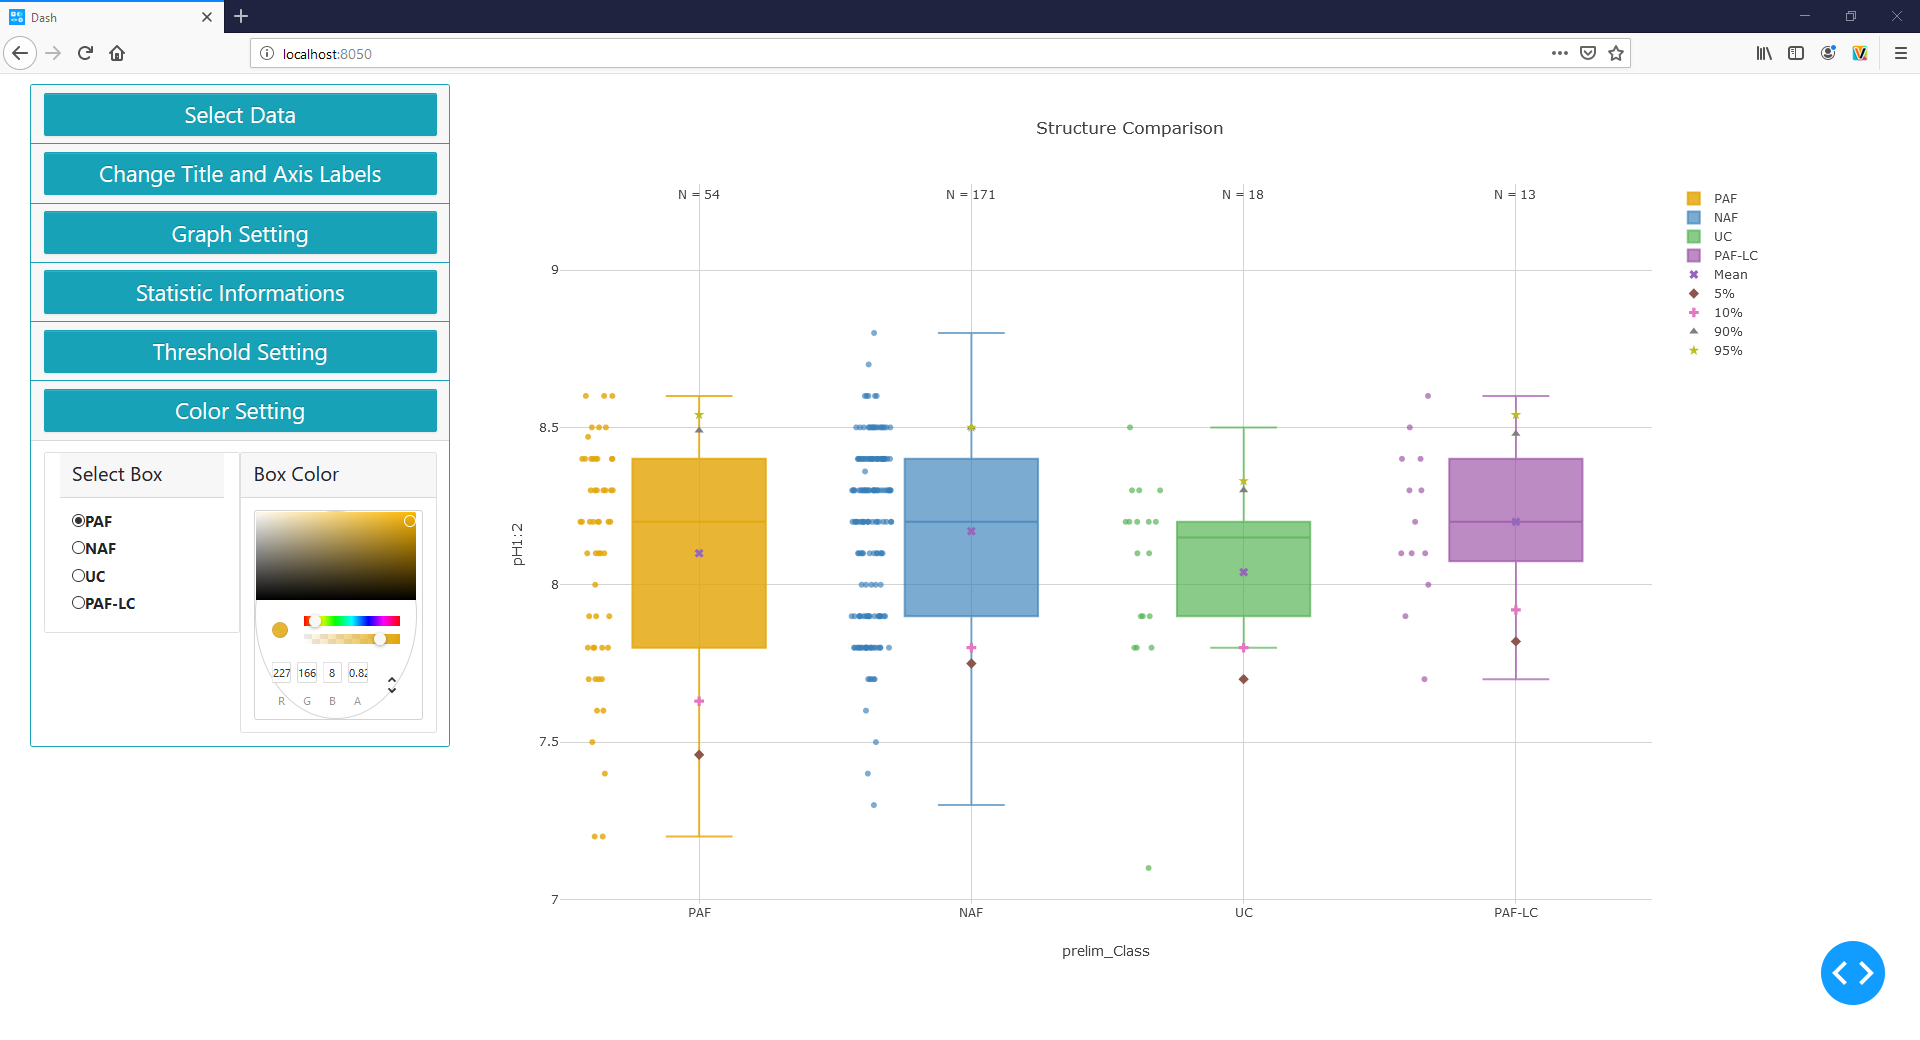 Dash
localhost:8050
Select Data
Change Title and Axis Labels
Graph Setting
Statistic Informations
Threshold Setting
Color Setting
Select Box
PAF
NAF
UC
PAF-LC
Box Color
227 166 8 0.82
R G B A
Structure Comparison
N = 54 N = 171 N = 18 N = 13
9
8.5
8
7.5
7
pH1:2
PAF NAF UC PAF-LC
prelim_Class
PAF
NAF
UC
PAF-LC
Mean
5%
10%
90%
95%